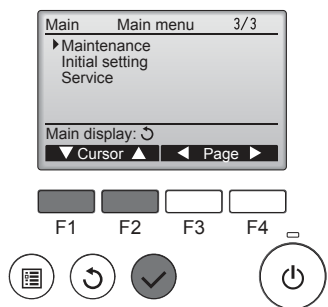 Main Main menu 3/3
Maintenance
Initial setting
Service
Main display:
Cursor Page
F1 F2 F3 F4